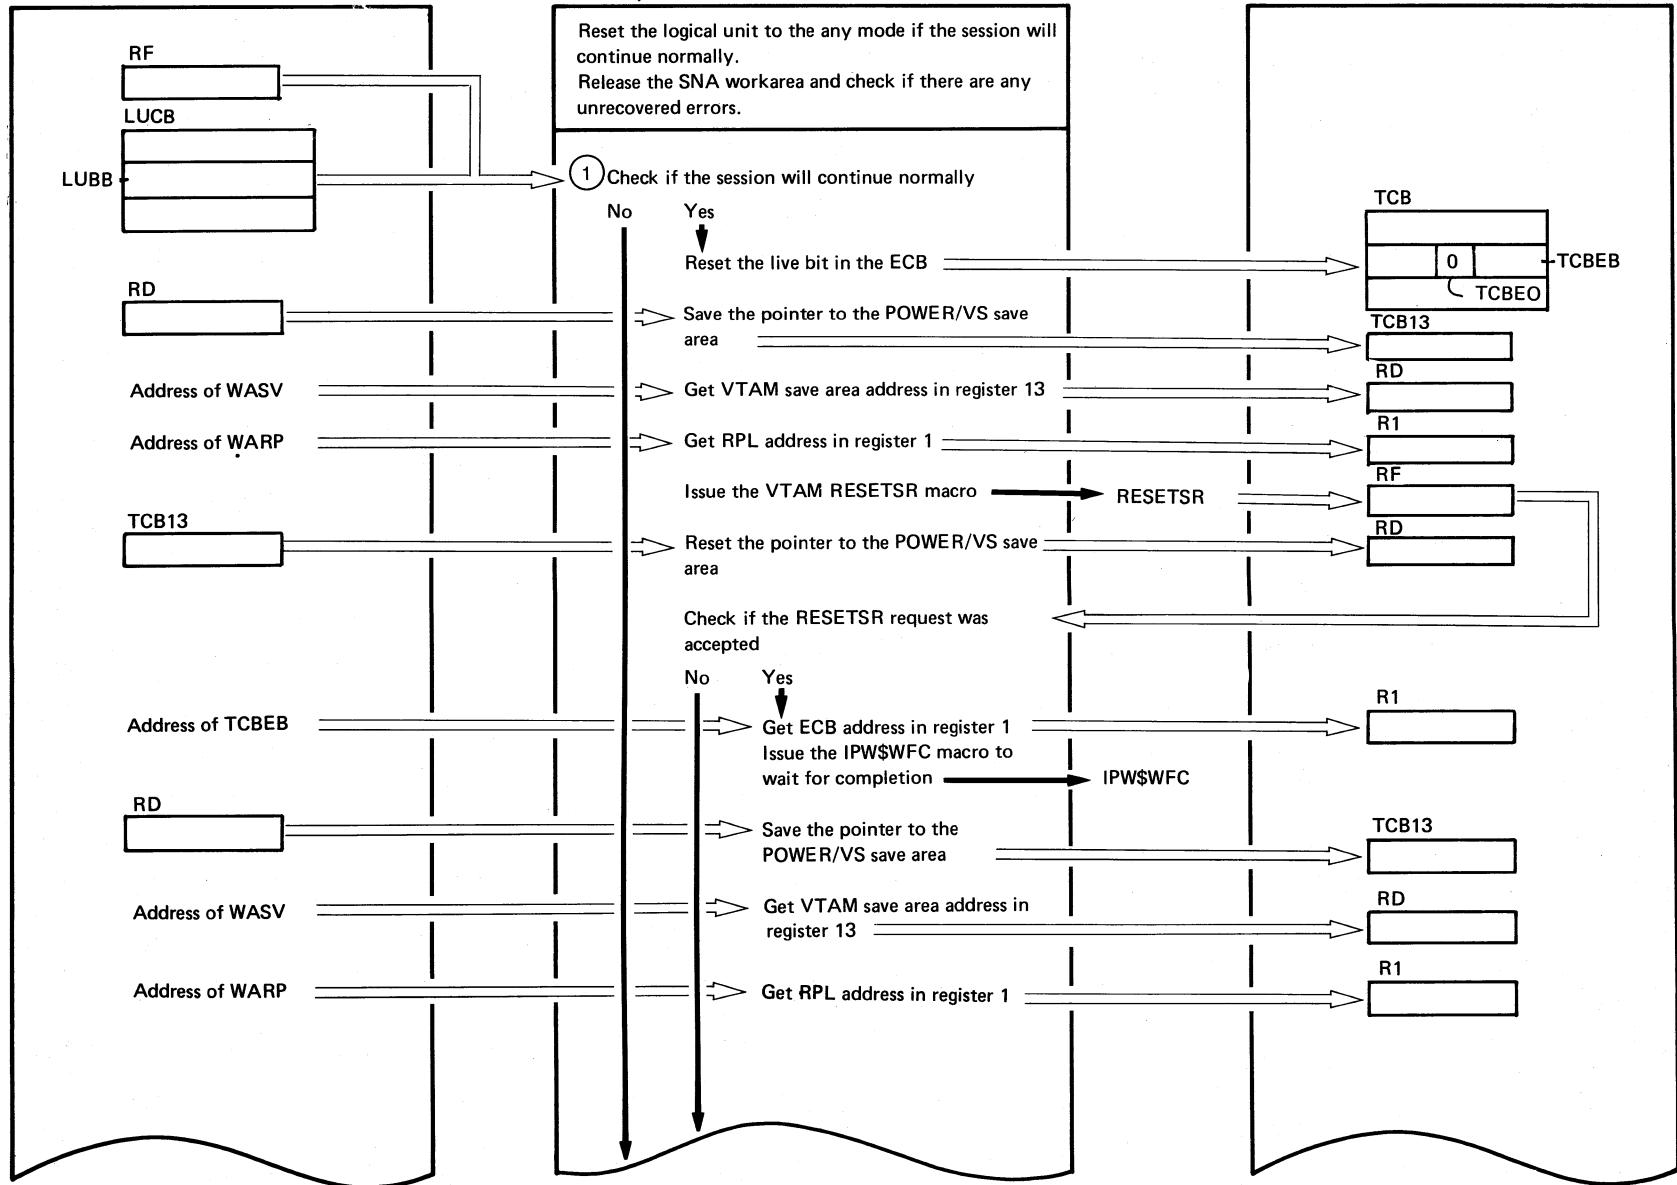 Reset the logical unit to the any mode if the session will
continue normally.
Release the SNA workarea and check if there are any
unrecovered errors.
RF
LUCB
LUBB
1 Check if the session will continue normally
No Yes
TCB
Reset the live bit in the ECB
0
TCBEB
TCBEO
RD
Save the pointer to the POWER/VS save
area
TCB13
Address of WASV
Get VTAM save area address in register 13
RD
Address of WARP
Get RPL address in register 1
R1
Issue the VTAM RESETSR macro
RESETSR
RF
TCB13
Reset the pointer to the POWER/VS save
area
RD
Check if the RESETSR request was
accepted
No Yes
Address of TCBEB
Get ECB address in register 1
R1
Issue the IPW$WFC macro to
wait for completion
IPW$WFC
RD
Save the pointer to the
POWER/VS save area
TCB13
Address of WASV
Get VTAM save area address in
register 13
RD
Address of WARP
Get RPL address in register 1
R1